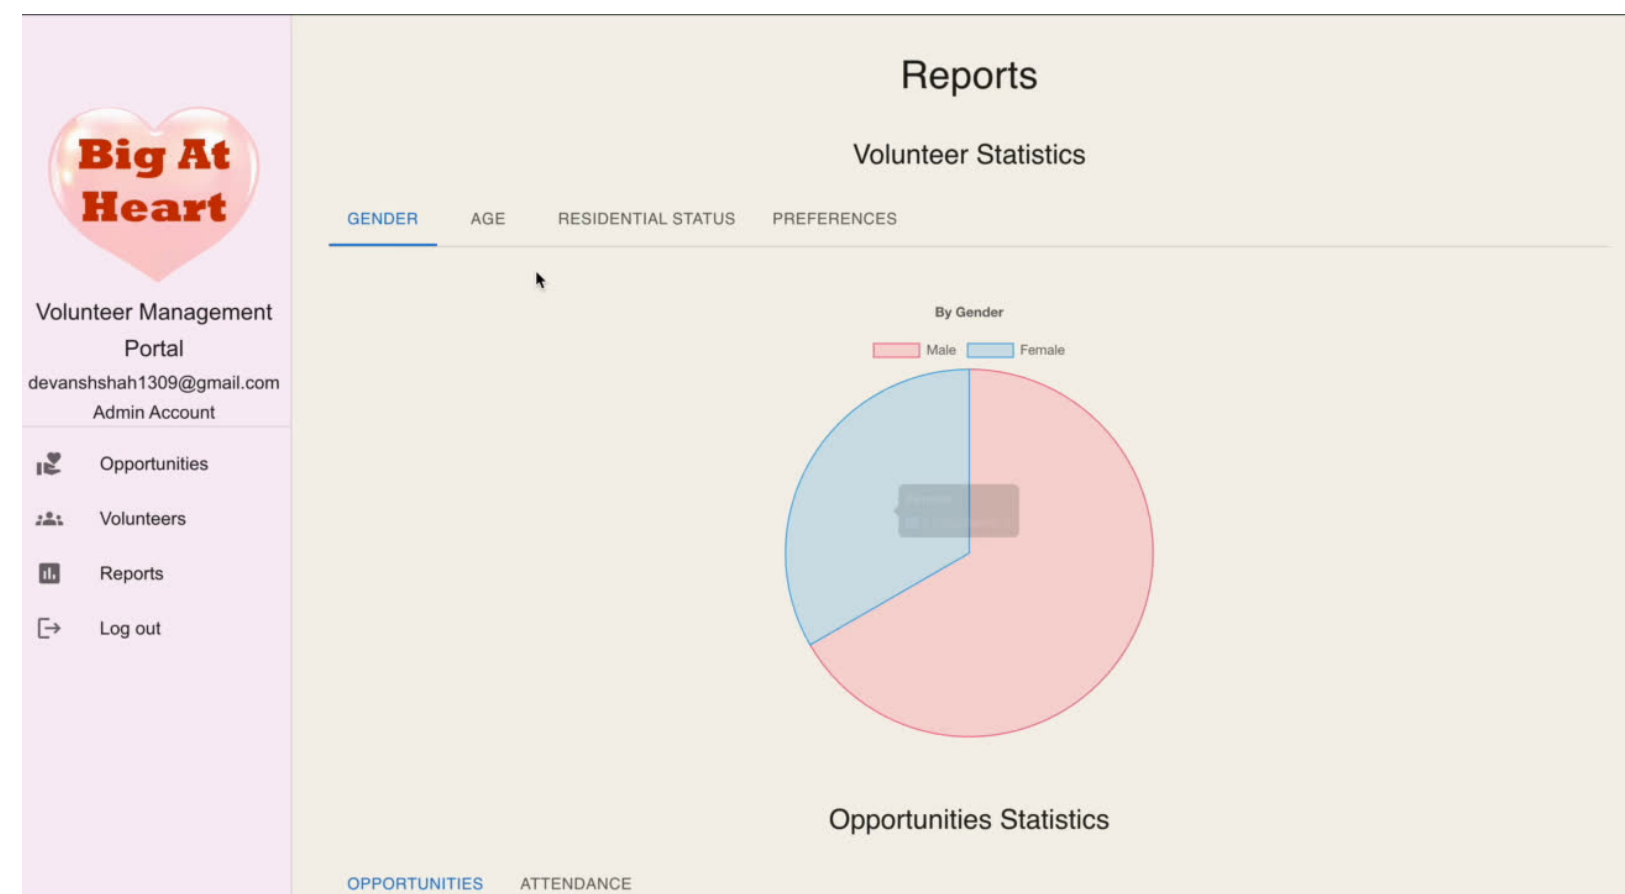 Big At
Heart
Volunteer Management
Portal
devanshshah1309@gmail.com
Admin Account
Opportunities
Volunteers
Reports
Log out
Reports
Volunteer Statistics
GENDER AGE RESIDENTIAL STATUS PREFERENCES
By Gender
Male Female
Opportunities Statistics
OPPORTUNITIES ATTENDANCE